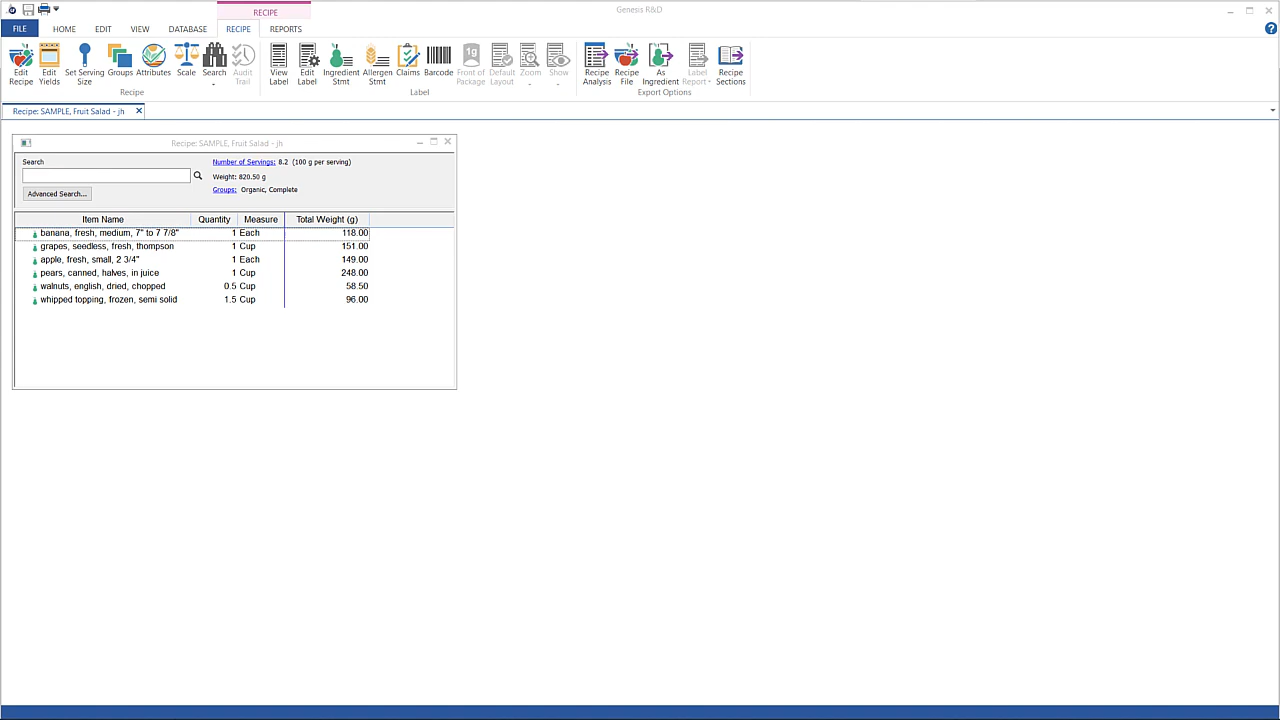 RECIPE
Genesis R&D
FILE HOME EDIT VIEW DATABASE RECIPE REPORTS
Edit Recipe
Edit Yields
Set Serving Size
Groups
Attributes
Scale
Search
Audit Trail
Recipe
View Label
Edit Label
Ingredient Stmt
Allergen Stmt
Claims
Barcode
1g
Front of Package
Default Layout
Zoom
Show
Label
Recipe Analysis
Recipe File
As Ingredient
Label Report
Recipe Sections
Export Options
Recipe: SAMPLE, Fruit Salad - jh
Recipe: SAMPLE, Fruit Salad - jh
Search
Number of Servings: 8.2 (100 g per serving)
Weight: 820.50 g
Advanced Search...
Groups: Organic, Complete
Item Name Quantity Measure Total Weight (g)
banana, fresh, medium, 7" to 7 7/8" 1 Each 118.00
grapes, seedless, fresh, thompson 1 Cup 151.00
apple, fresh, small, 2 3/4" 1 Each 149.00
pears, canned, halves, in juice 1 Cup 248.00
walnuts, english, dried, chopped 0.5 Cup 58.50
whipped topping, frozen, semi solid 1.5 Cup 96.00